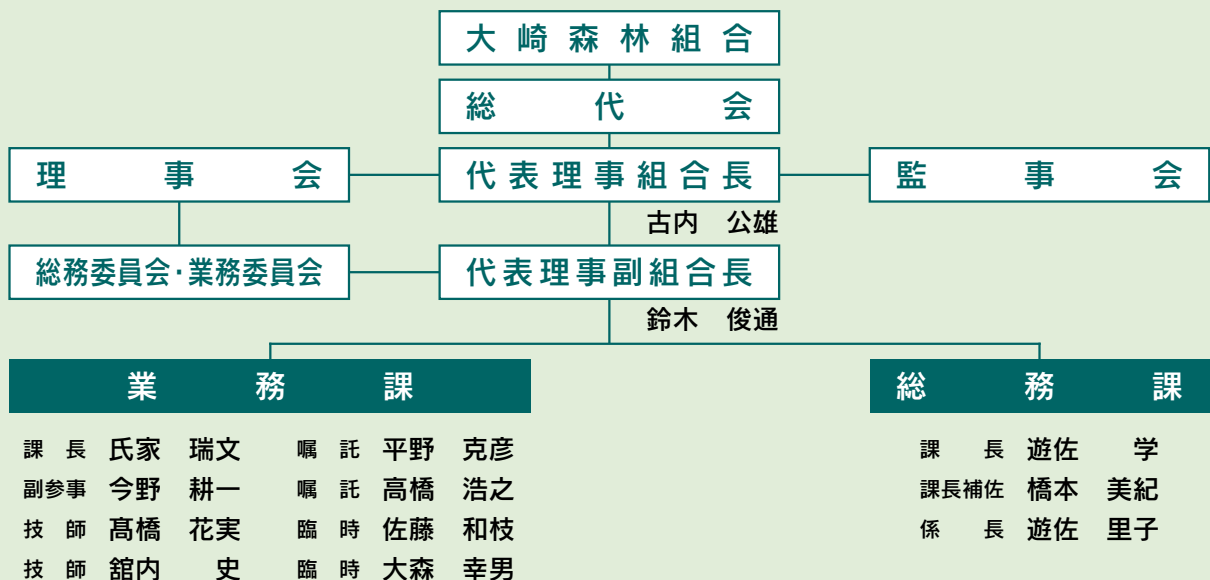 大崎森林組合
総代会
理事会 代表理事組合長 監事会
古内 公雄
総務委員会・業務委員会 代表理事副組合長
鈴木 俊通
業務課
課長 氏家 瑞文 嘱託 平野 克彦
副参事 今野 耕一 嘱託 高橋 浩之
技師 髙橋 花実 臨時 佐藤 和枝
技師 舘内 史 臨時 大森 幸男
総務課
課長 遊佐 学
課長補佐 橋本 美紀
係長 遊佐 里子